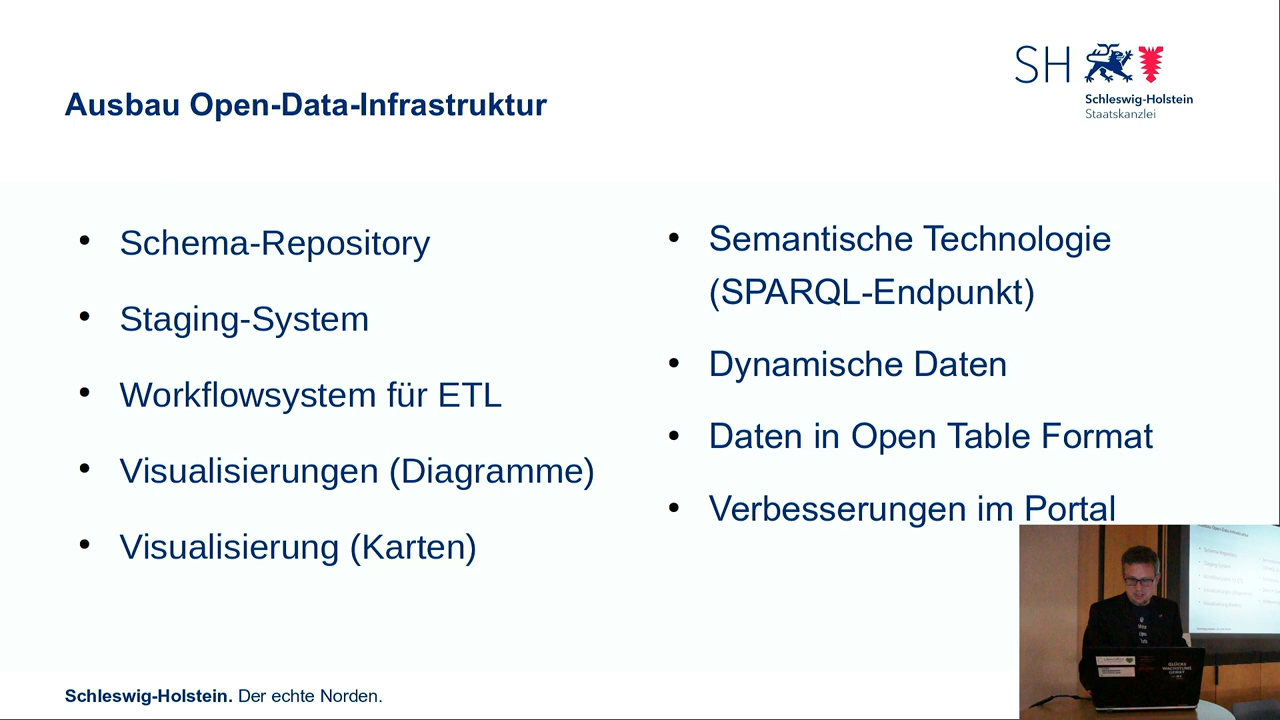 SH
Schleswig-Holstein
Staatskanzlei
Ausbau Open-Data-Infrastruktur
• Schema-Repository
• Staging-System
• Workflowsystem für ETL
• Visualisierungen (Diagramme)
• Visualisierung (Karten)
• Semantische Technologie
(SPARQL-Endpunkt)
• Dynamische Daten
• Daten in Open Table Format
• Verbesserungen im Portal
Schleswig-Holstein. Der echte Norden.